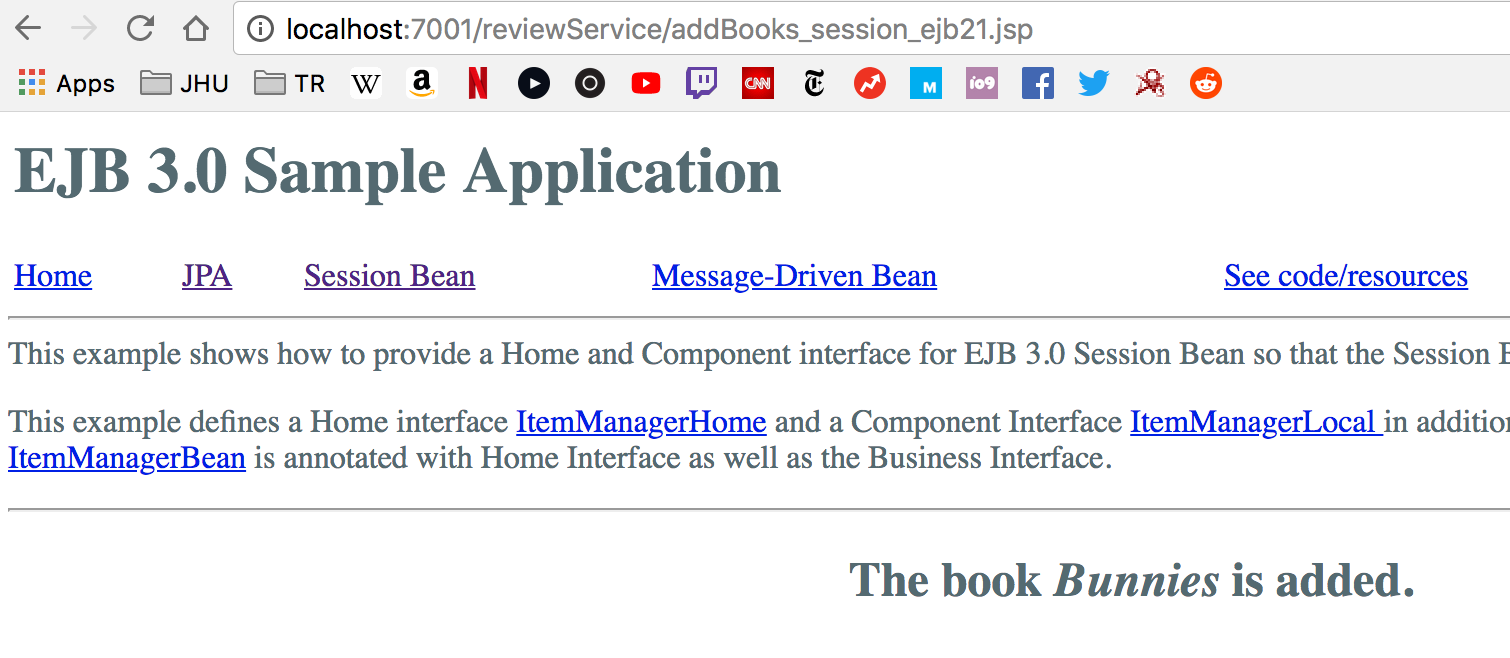 localhost:7001/reviewService/addBooks_session_ejb21.jsp
Apps JHU TR W a N CNN T M io9 f
EJB 3.0 Sample Application
Home JPA Session Bean Message-Driven Bean See code/resources
This example shows how to provide a Home and Component interface for EJB 3.0 Session Bean so that the Session
This example defines a Home interface ItemManagerHome and a Component Interface ItemManagerLocal in addition
ItemManagerBean is annotated with Home Interface as well as the Business Interface.
The book Bunnies is added.